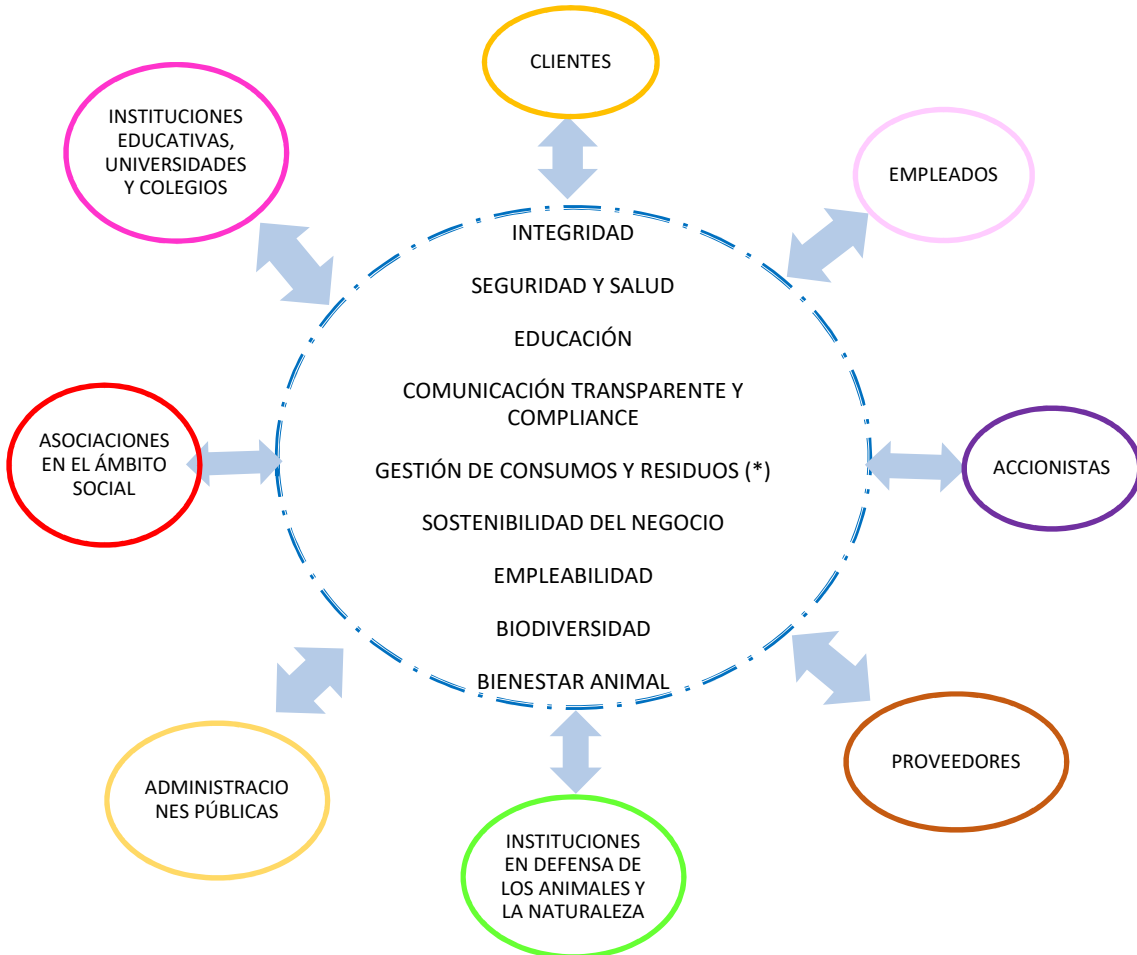 CLIENTES
INSTITUCIONES
EDUCATIVAS,
UNIVERSIDADES
Y COLEGIOS
EMPLEADOS
INTEGRIDAD
SEGURIDAD Y SALUD
EDUCACIÓN
COMUNICACIÓN TRANSPARENTE Y
COMPLIANCE
GESTIÓN DE CONSUMOS Y RESIDUOS (*)
SOSTENIBILIDAD DEL NEGOCIO
EMPLEABILIDAD
BIODIVERSIDAD
BIENESTAR ANIMAL
ASOCIACIONES
EN EL ÁMBITO
SOCIAL
ACCIONISTAS
ADMINISTRACIO
NES PÚBLICAS
PROVEEDORES
INSTITUCIONES
EN DEFENSA DE
LOS ANIMALES Y
LA NATURALEZA